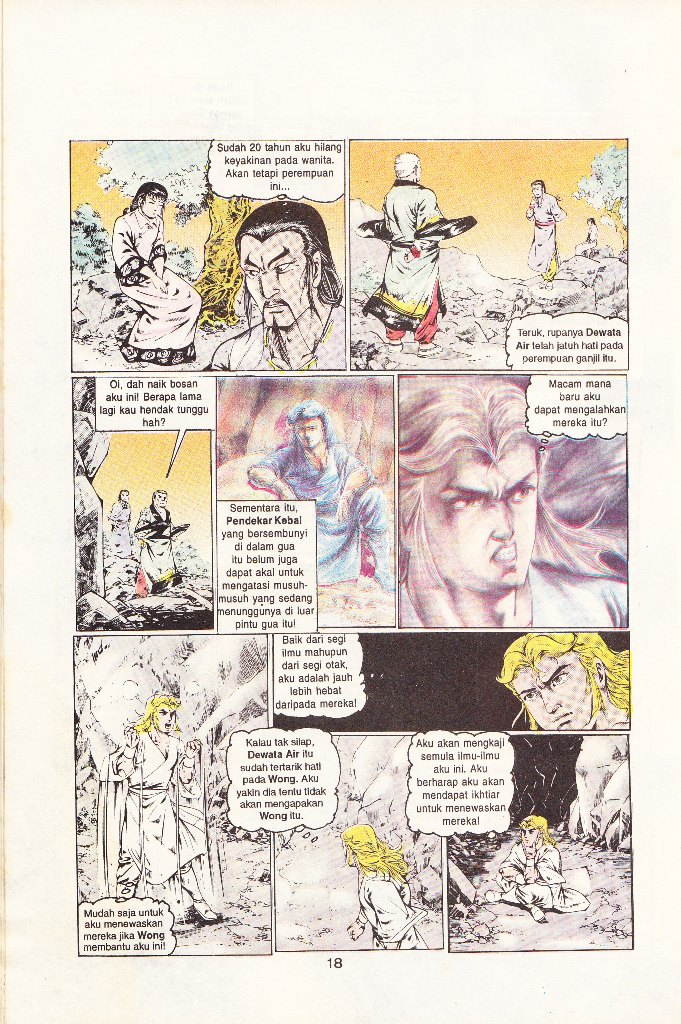 Sudah 20 tahun aku hilang
keyakinan pada wanita.
Akan tetapi perempuan
ini...
Teruk, rupanya Dewata
Air telah jatuh hati pada
perempuan ganjil itu.
Oi, dah naik bosan
aku ini! Berapa lama
lagi kau hendak tunggu
hah?
Sementara itu,
Pendekar Kebal
yang bersembunyi
di dalam gua
itu belum juga
dapat akal untuk
mengatasi musuh-
musuh yang sedang
menunggunya di luar
pintu gua itu!
Macam mana
baru aku
dapat mengalahkan
mereka itu?
Baik dari segi
ilmu mahupun
dari segi otak,
aku adalah jauh
lebih hebat
daripada mereka!
Mudah saja untuk
aku menewaskan
mereka jika Wong
membantu aku ini!
Kalau tak silap,
Dewata Air itu
sudah tertarik hati
pada Wong. Aku
yakin dia tentu tidak
akan mengapakan
Wong itu.
Aku akan mengkaji
semula ilmu-ilmu
aku ini. Aku
berharap aku akan
mendapat ikhtiar
untuk menewaskan
mereka!
18